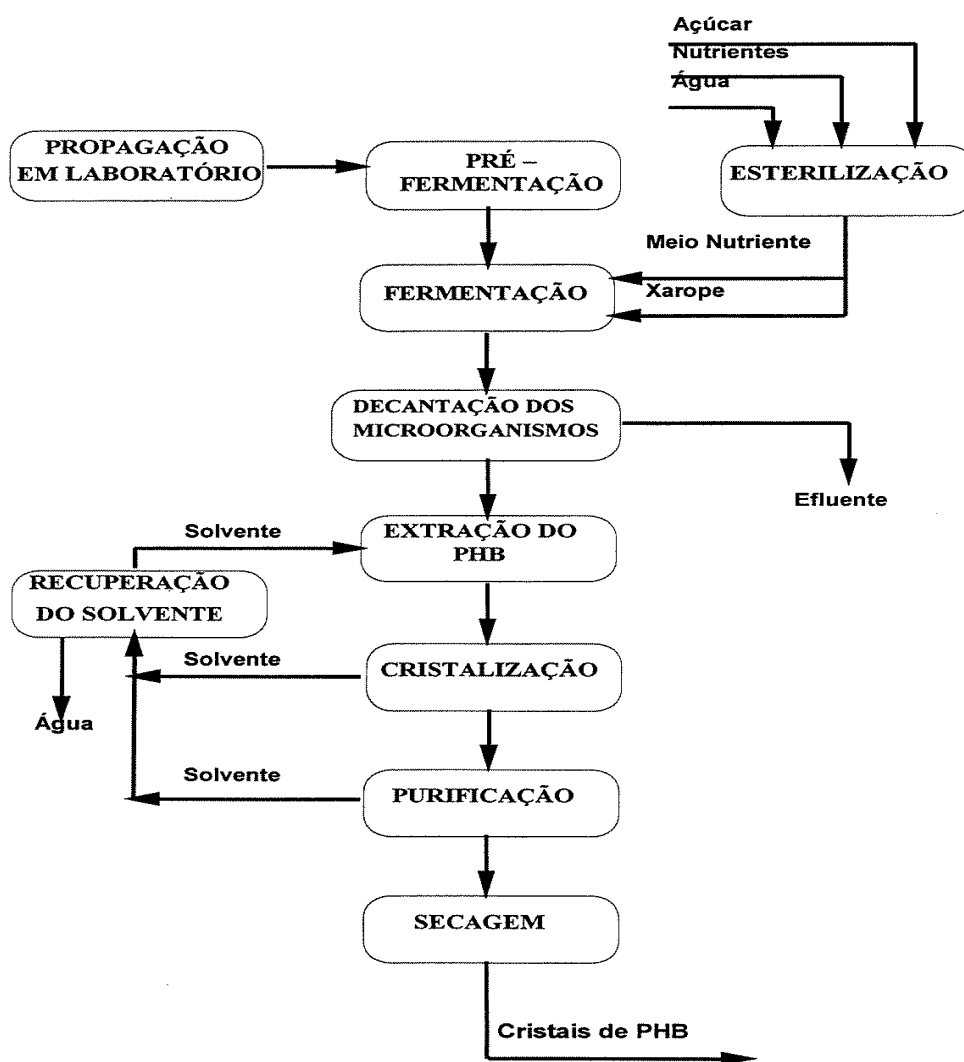 Açúcar
Nutrientes
Água
PROPAGAÇÃO
EM LABORATÓRIO
PRÉ –
FERMENTAÇÃO
ESTERILIZAÇÃO
Meio Nutriente
FERMENTAÇÃO
Xarope
DECANTAÇÃO DOS
MICROORGANISMOS
Efluente
Solvente
EXTRAÇÃO DO
PHB
RECUPERAÇÃO
DO SOLVENTE
Solvente
CRISTALIZAÇÃO
Água
Solvente
PURIFICAÇÃO
SECAGEM
Cristais de PHB